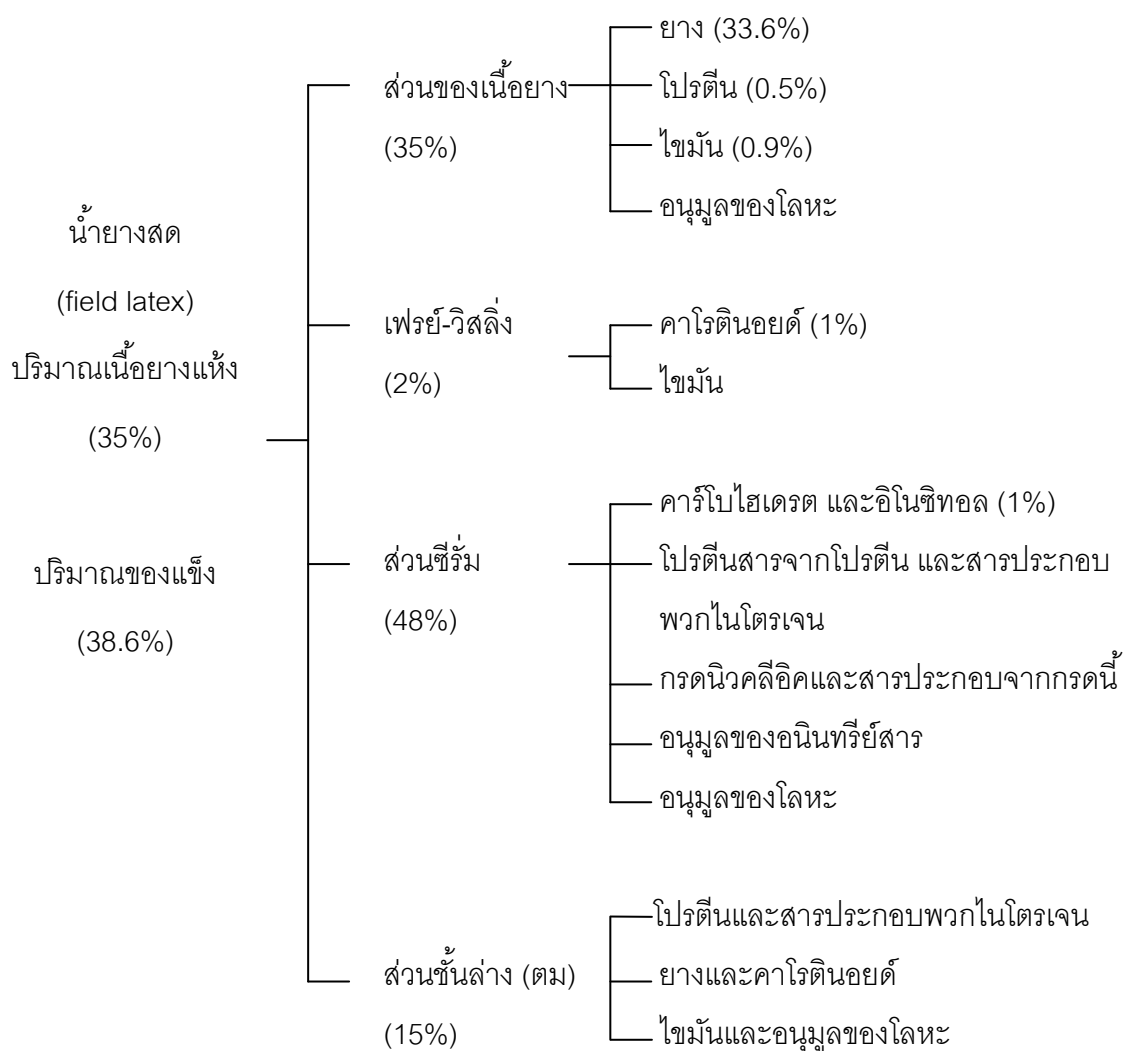 น้ำยางสด
(field latex)
ปริมาณเนื้อยางแห้ง
(35%)
ปริมาณของแข็ง
(38.6%)
ส่วนของเนื้อยาง
(35%)
ยาง (33.6%)
โปรตีน (0.5%)
ไขมัน (0.9%)
อนุมูลของโลหะ
เฟรย์-วิสลิ่ง
(2%)
คาโรตินอยด์ (1%)
ไขมัน
ส่วนซีรั่ม
(48%)
คาร์โบไฮเดรต และอิโนซิทอล (1%)
โปรตีนสารจากโปรตีน และสารประกอบ
พวกไนโตรเจน
กรดนิวคลีอิคและสารประกอบจากกรดนี้
อนุมูลของอนินทรีย์สาร
อนุมูลของโลหะ
ส่วนชั้นล่าง (ตม)
(15%)
โปรตีนและสารประกอบพวกไนโตรเจน
ยางและคาโรตินอยด์
ไขมันและอนุมูลของโลหะ